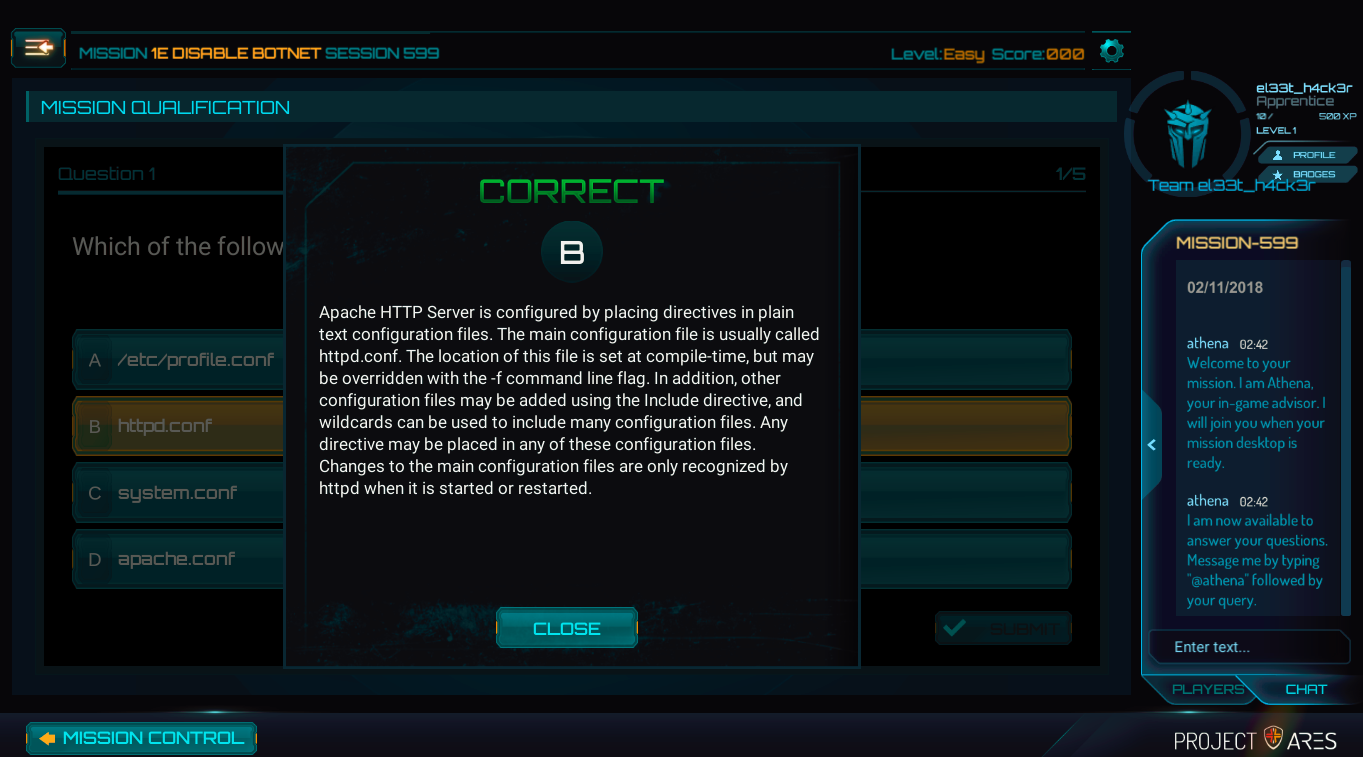 MISSION 1E DISABLE BOTNET SESSION 599
Level:Easy Score:000
MISSION QUALIFICATION
el33t_h4ck3r
Apprentice
10 / 500 XP
LEVEL 1
PROFILE
BADGES
Team el33t_h4ck3r
Question 1
1/5
Which of the follow
A /etc/profile.conf
B httpd.conf
C system.conf
D apache.conf
SUBMIT
CORRECT
B
Apache HTTP Server is configured by placing directives in plain
text configuration files. The main configuration file is usually called
httpd.conf. The location of this file is set at compile-time, but may
be overridden with the -f command line flag. In addition, other
configuration files may be added using the Include directive, and
wildcards can be used to include many configuration files. Any
directive may be placed in any of these configuration files.
Changes to the main configuration files are only recognized by
httpd when it is started or restarted.
CLOSE
MISSION-599
02/11/2018
athena 02:42
Welcome to your
mission. I am Athena,
your in-game advisor. I
will join you when your
mission desktop is
ready.
athena 02:42
I am now available to
answer your questions.
Message me by typing
"@athena" followed by
your query.
Enter text...
PLAYERS
CHAT
MISSION CONTROL
PROJECT ARES